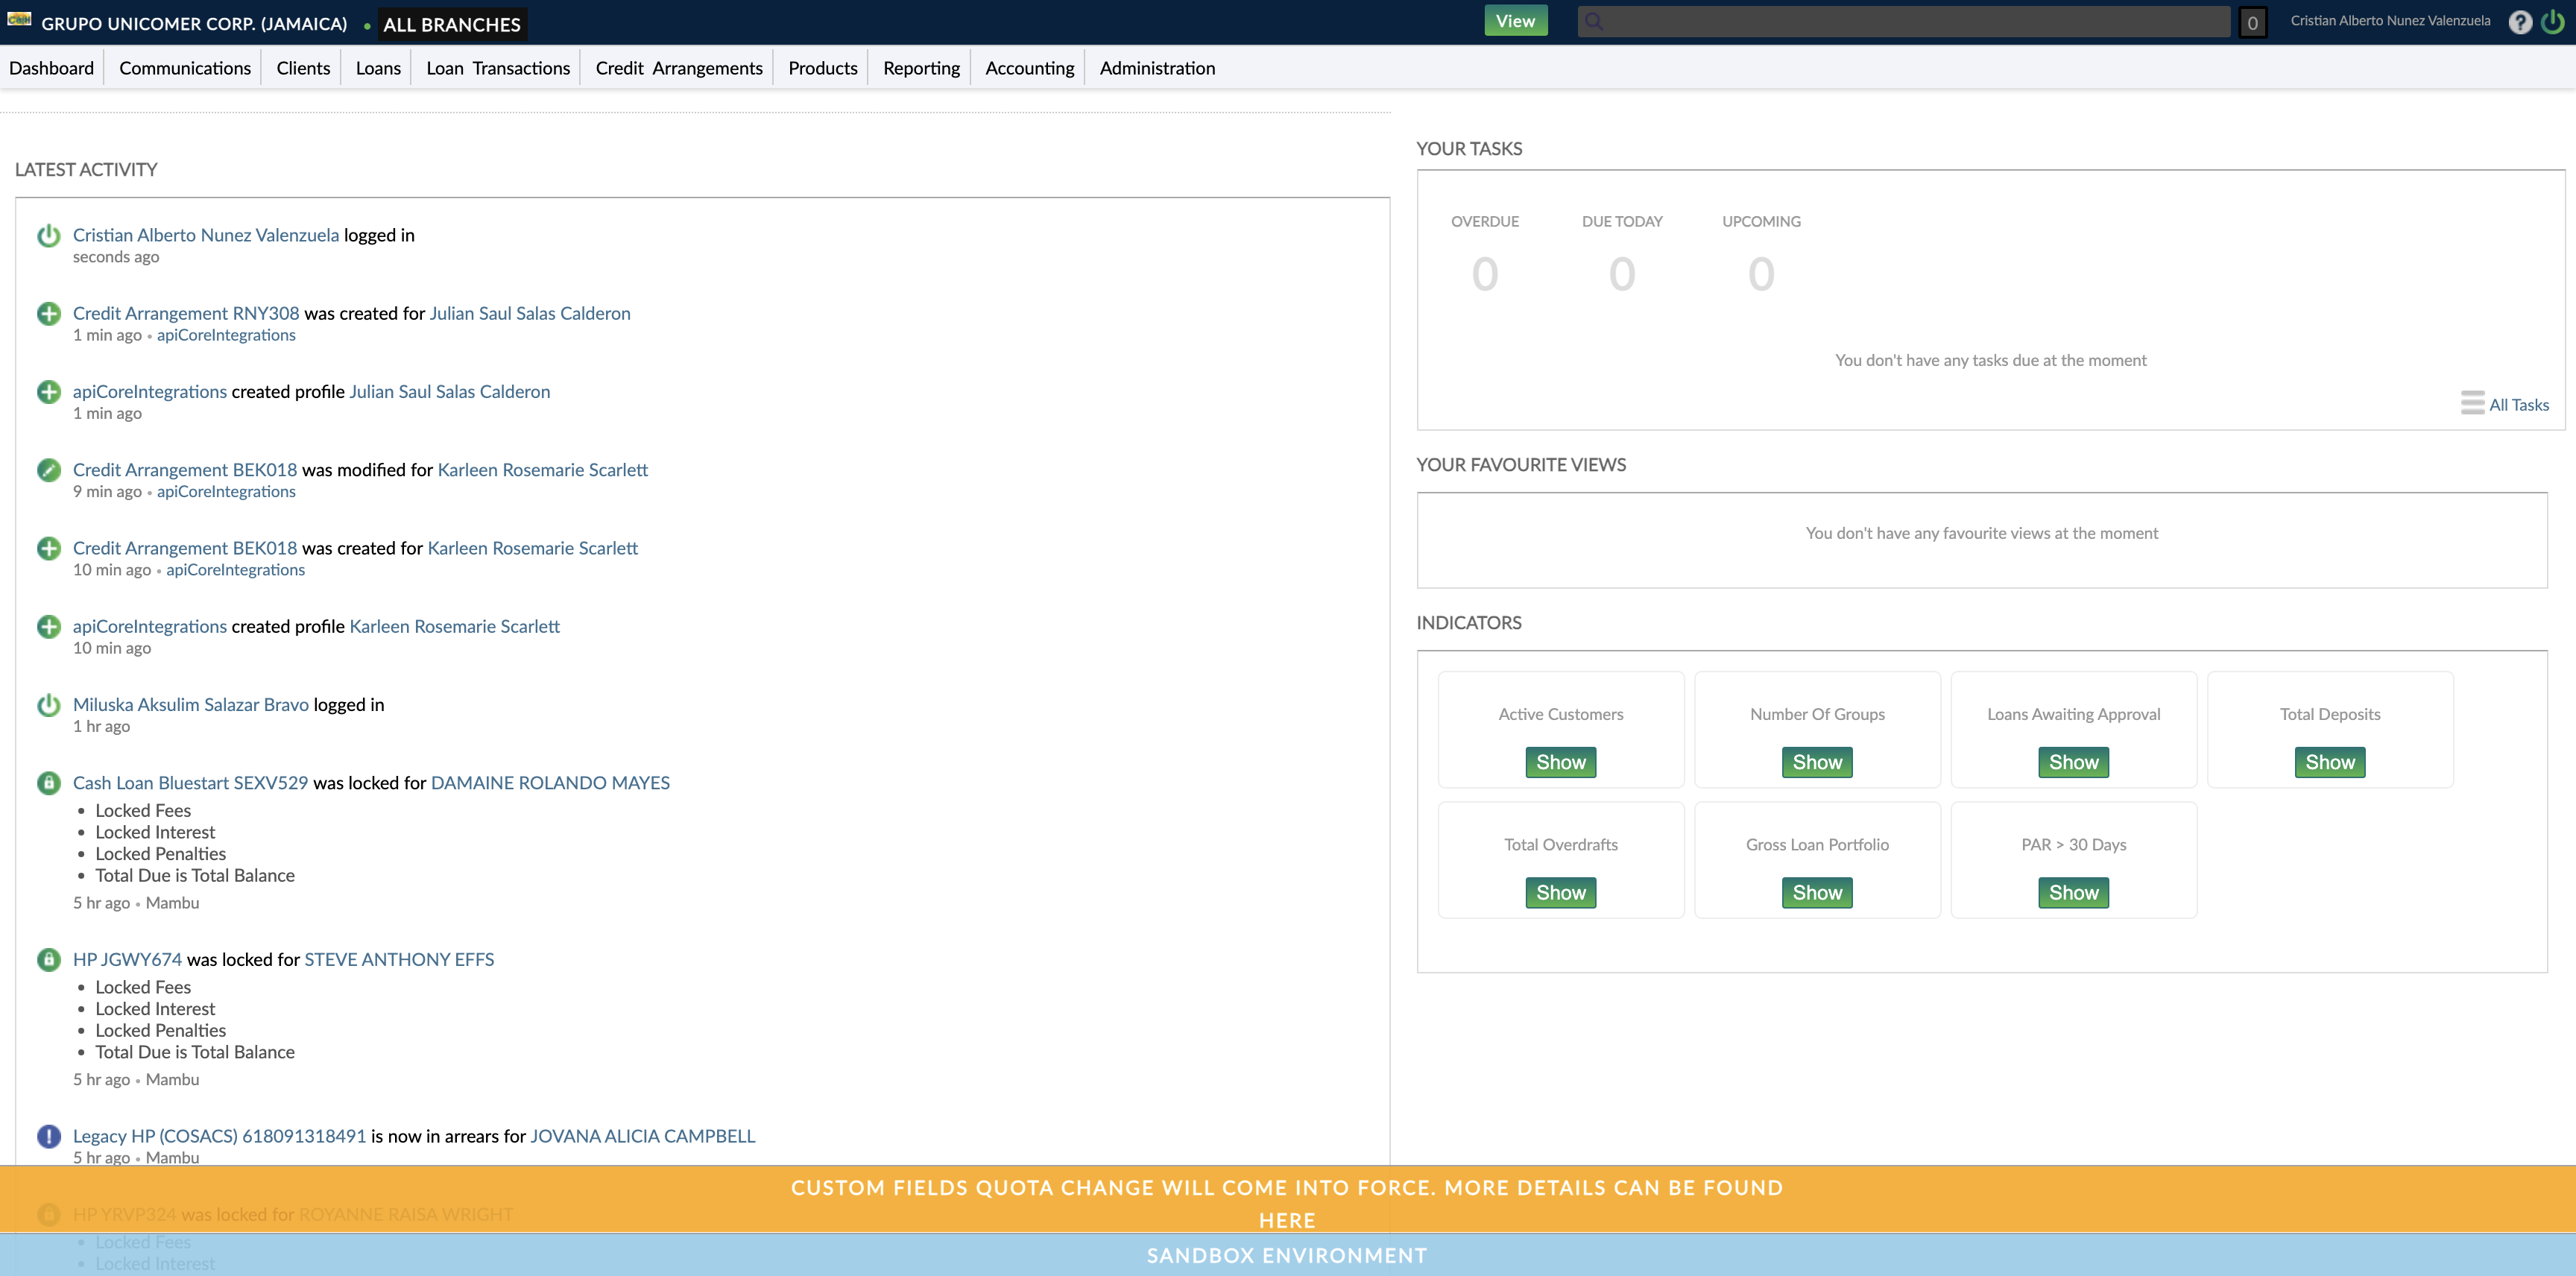 GRUPO UNICOMER CORP. (JAMAICA) • ALL BRANCHES
View
0
Cristian Alberto Nunez Valenzuela
?
Dashboard Communications Clients Loans Loan Transactions Credit Arrangements Products Reporting Accounting Administration
LATEST ACTIVITY
Cristian Alberto Nunez Valenzuela logged in
seconds ago
Credit Arrangement RNY308 was created for Julian Saul Salas Calderon
1 min ago • apiCoreIntegrations
apiCoreIntegrations created profile Julian Saul Salas Calderon
1 min ago
Credit Arrangement BEK018 was modified for Karleen Rosemarie Scarlett
9 min ago • apiCoreIntegrations
Credit Arrangement BEK018 was created for Karleen Rosemarie Scarlett
10 min ago • apiCoreIntegrations
apiCoreIntegrations created profile Karleen Rosemarie Scarlett
10 min ago
Miluska Aksulim Salazar Bravo logged in
1 hr ago
Cash Loan Bluestart SEXV529 was locked for DAMAINE ROLANDO MAYES
• Locked Fees
• Locked Interest
• Locked Penalties
• Total Due is Total Balance
5 hr ago • Mambu
HP JGWY674 was locked for STEVE ANTHONY EFFS
• Locked Fees
• Locked Interest
• Locked Penalties
• Total Due is Total Balance
5 hr ago • Mambu
Legacy HP (COSACS) 618091318491 is now in arrears for JOVANA ALICIA CAMPBELL
5 hr ago • Mambu
HP YRVP324 was locked for ROYANNE RAISA WRIGHT
• Locked Fees
• Locked Interest
YOUR TASKS
OVERDUE DUE TODAY UPCOMING
0 0 0
You don't have any tasks due at the moment
All Tasks
YOUR FAVOURITE VIEWS
You don't have any favourite views at the moment
INDICATORS
Active Customers Number Of Groups Loans Awaiting Approval Total Deposits
Show Show Show Show
Total Overdrafts Gross Loan Portfolio PAR > 30 Days
Show Show Show
CUSTOM FIELDS QUOTA CHANGE WILL COME INTO FORCE. MORE DETAILS CAN BE FOUND
HERE
SANDBOX ENVIRONMENT